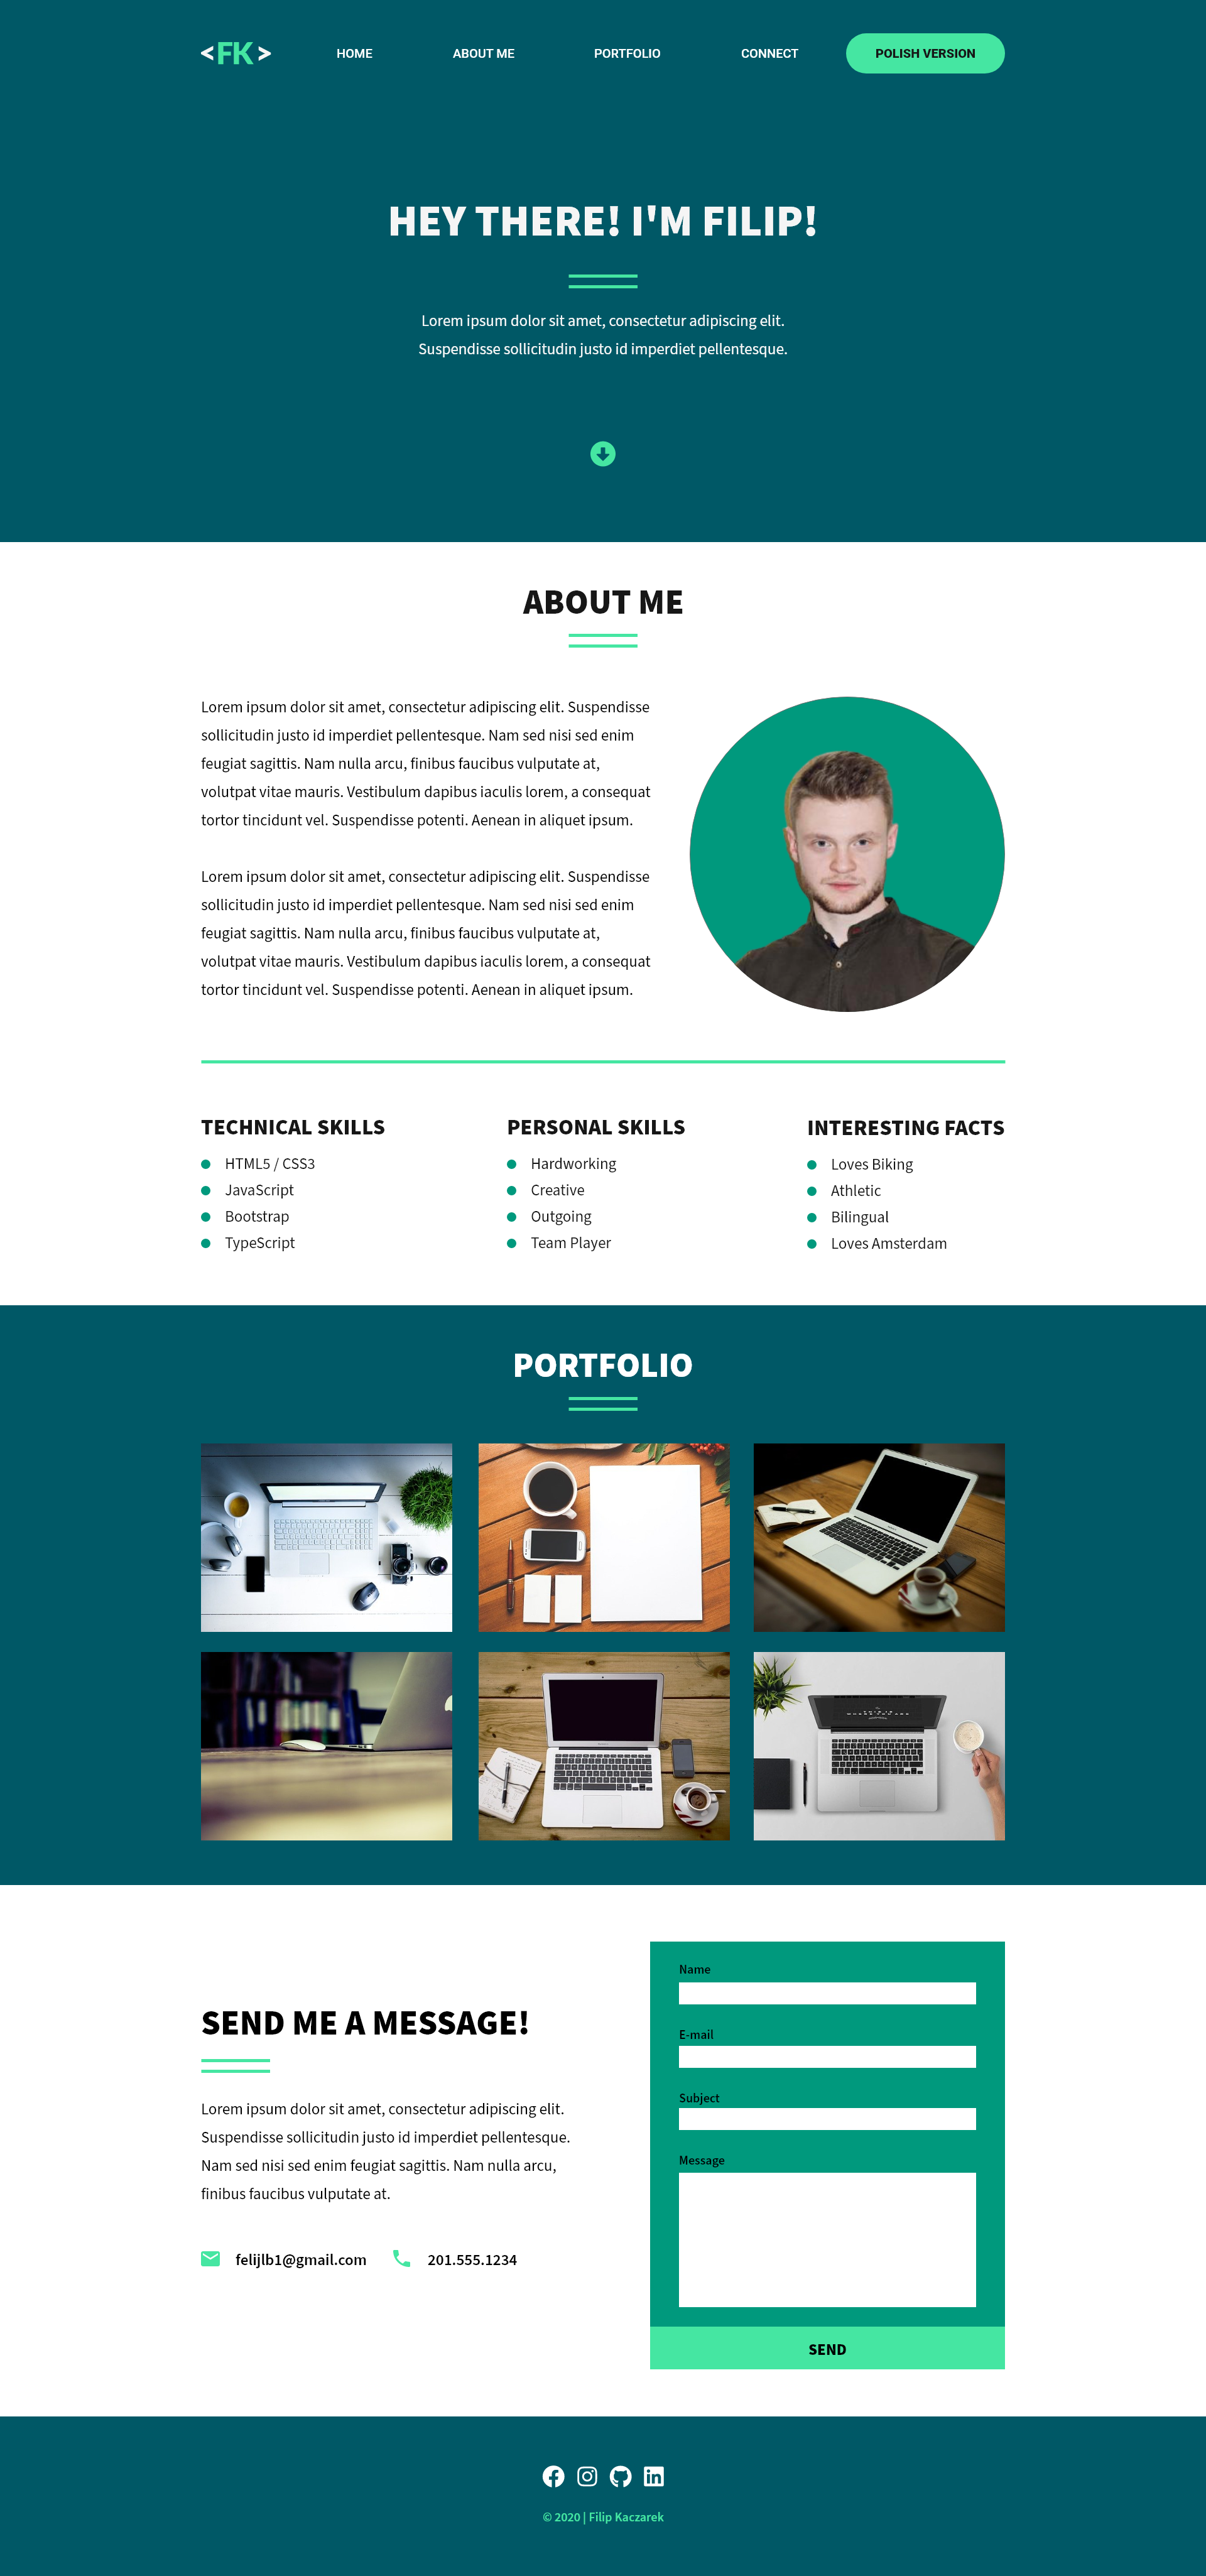 <FK>
HOME
ABOUT ME
PORTFOLIO
CONNECT
POLISH VERSION
HEY THERE! I'M FILIP!
Lorem ipsum dolor sit amet, consectetur adipiscing elit.
Suspendisse sollicitudin justo id imperdiet pellentesque.
ABOUT ME
Lorem ipsum dolor sit amet, consectetur adipiscing elit. Suspendisse
sollicitudin justo id imperdiet pellentesque. Nam sed nisi sed enim
feugiat sagittis. Nam nulla arcu, finibus faucibus vulputate at,
volutpat vitae mauris. Vestibulum dapibus iaculis lorem, a consequat
tortor tincidunt vel. Suspendisse potenti. Aenean in aliquet ipsum.
Lorem ipsum dolor sit amet, consectetur adipiscing elit. Suspendisse
sollicitudin justo id imperdiet pellentesque. Nam sed nisi sed enim
feugiat sagittis. Nam nulla arcu, finibus faucibus vulputate at,
volutpat vitae mauris. Vestibulum dapibus iaculis lorem, a consequat
tortor tincidunt vel. Suspendisse potenti. Aenean in aliquet ipsum.
TECHNICAL SKILLS
HTML5 / CSS3
JavaScript
Bootstrap
TypeScript
PERSONAL SKILLS
Hardworking
Creative
Outgoing
Team Player
INTERESTING FACTS
Loves Biking
Athletic
Bilingual
Loves Amsterdam
PORTFOLIO
SEND ME A MESSAGE!
Lorem ipsum dolor sit amet, consectetur adipiscing elit.
Suspendisse sollicitudin justo id imperdiet pellentesque.
Nam sed nisi sed enim feugiat sagittis. Nam nulla arcu,
finibus faucibus vulputate at.
felijlb1@gmail.com
201.555.1234
Name
E-mail
Subject
Message
SEND
© 2020 | Filip Kaczarek